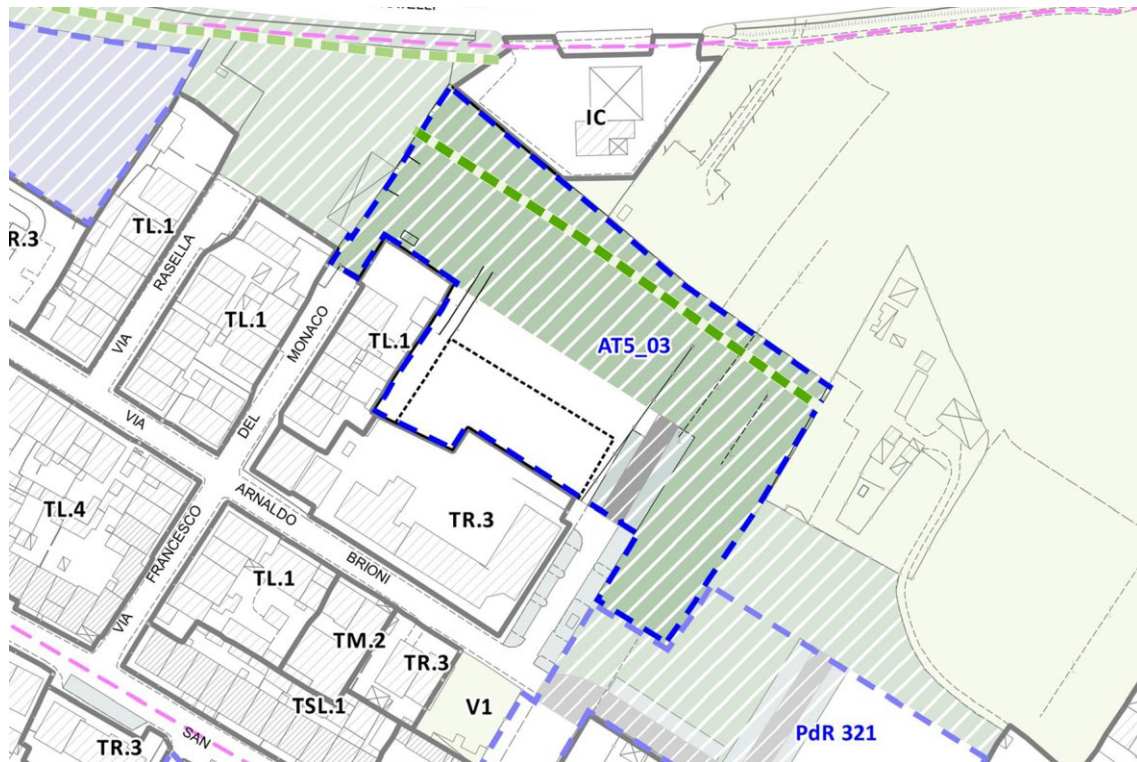 IC
TL.1
R.3
RASELLA
VIA
TL.1
MONACO
TL.1
AT5_03
VIA
DEL
TL.4
ARNALDO
TR.3
FRANCESCO
BRIONI
TL.1
TM.2
TR.3
VIA
TSL.1
V1
SAN
TR.3
PdR 321